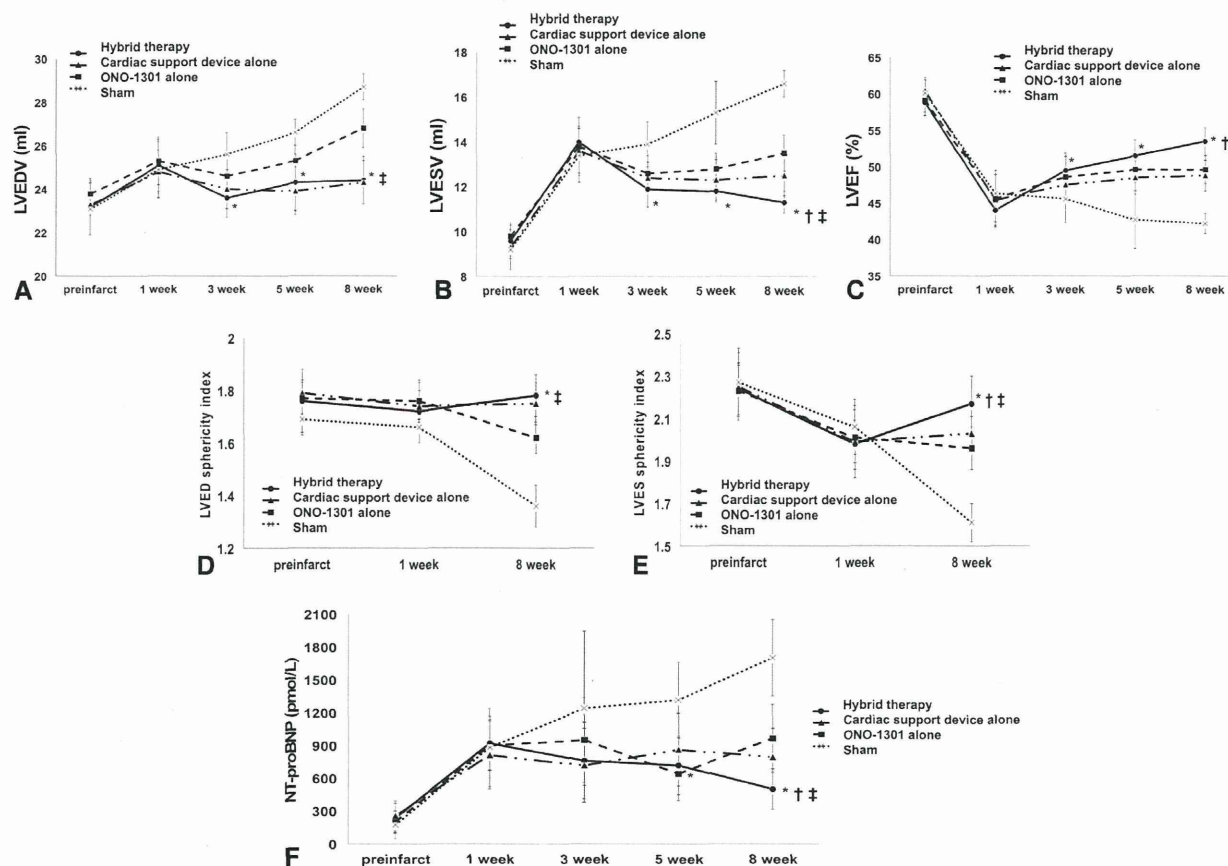 Hybrid therapy
Cardiac support device alone
ONO-1301 alone
Sham
LVEDV (ml)
30
28
26
24
22
20
* * * ‡
preinfarct 1 week 3 week 5 week 8 week
A
Hybrid therapy
Cardiac support device alone
ONO-1301 alone
Sham
LVESV (ml)
18
16
14
12
10
8
* * * † ‡
preinfarct 1 week 3 week 5 week 8 week
B
Hybrid therapy
Cardiac support device alone
ONO-1301 alone
Sham
LVEF (%)
65
60
55
50
45
40
35
* * * †
preinfarct 1 week 3 week 5 week 8 week
C
LVED sphericity index
2
1.8
1.6
1.4
1.2
* ‡
Hybrid therapy
Cardiac support device alone
ONO-1301 alone
Sham
preinfarct 1 week 8 week
D
LVES sphericity index
2.5
2.3
2.1
1.9
1.7
1.5
* † ‡
Hybrid therapy
Cardiac support device alone
ONO-1301 alone
Sham
preinfarct 1 week 8 week
E
NT-proBNP (pmol/L)
2100
1800
1500
1200
900
600
300
0
* * † ‡
Hybrid therapy
Cardiac support device alone
ONO-1301 alone
Sham
preinfarct 1 week 3 week 5 week 8 week
F